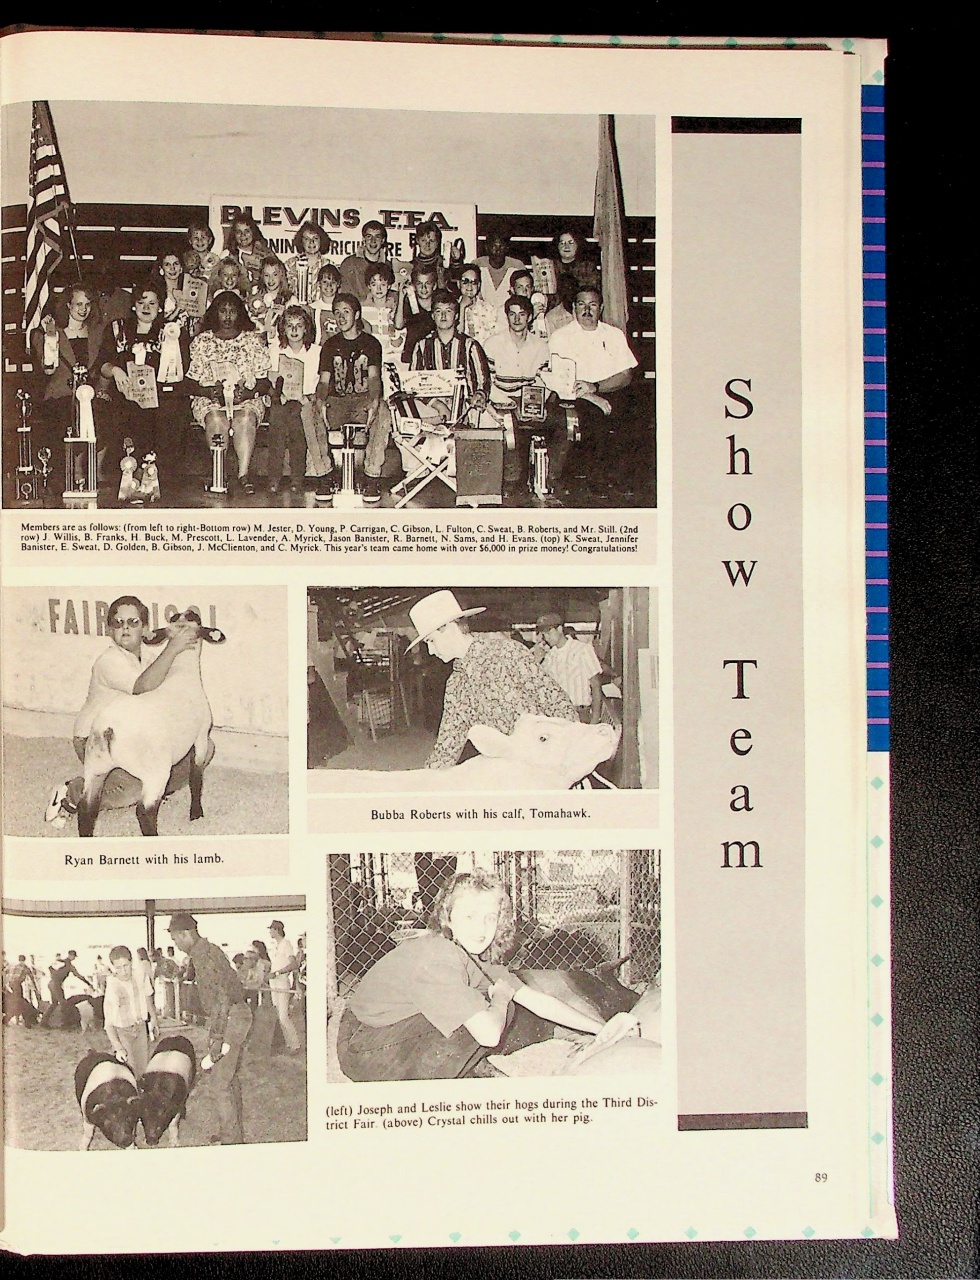 BLEVINS F.F.A.
Members are as follows: (from left to right-Bottom row) M. Jester, D. Young, P. Carrigan, C. Gibson, L. Fulton, C. Sweat, B. Roberts, and Mr. Still. (2nd
row) J. Willis, B. Franks, H. Buck, M. Prescott, L. Lavender, A. Myrick, Jason Banister, R. Barnett, N. Sams, and H. Evans. (top) K. Sweat, Jennifer
Banister, E. Sweat, D. Golden, B. Gibson, J. McClienton, and C. Myrick. This year's team came home with over $6,000 in prize money! Congratulations!
FAIR
Ryan Barnett with his lamb.
Bubba Roberts with his calf, Tomahawk.
(left) Joseph and Leslie show their hogs during the Third Dis-
trict Fair. (above) Crystal chills out with her pig.
Show Team
89